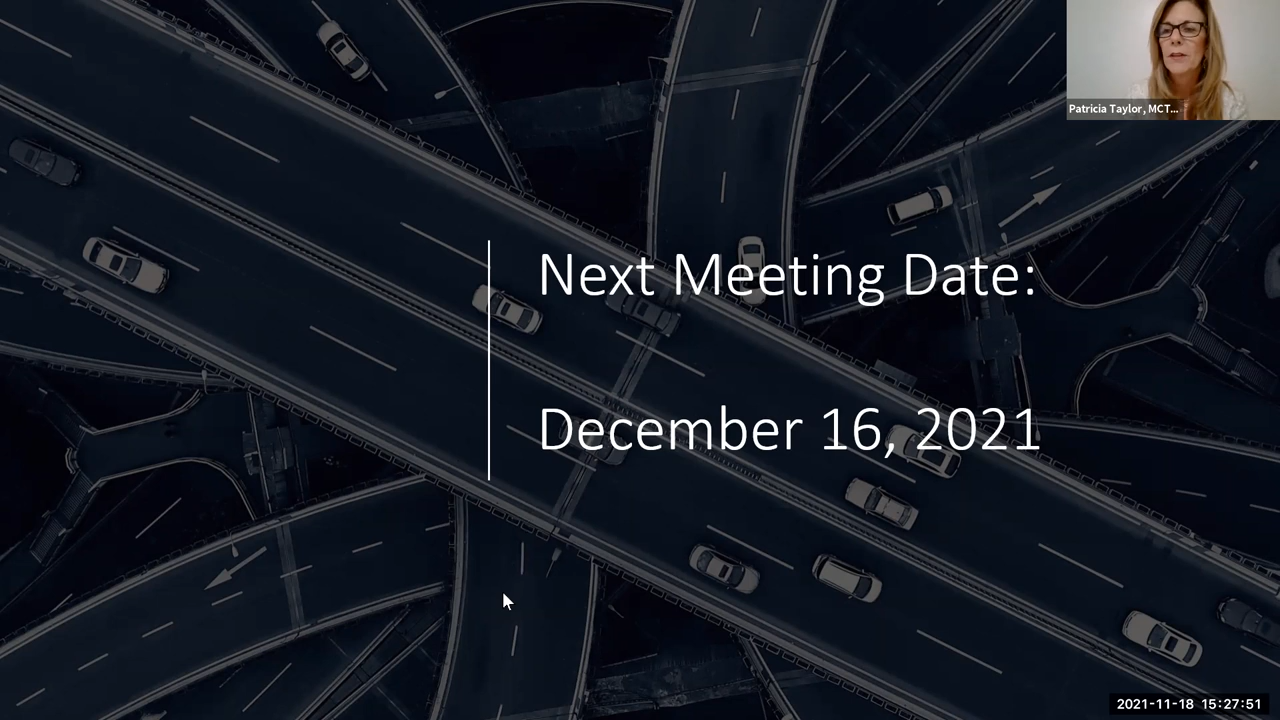 Patricia Taylor, MCT...
Next Meeting Date:
December 16, 2021
2021-11-18 15:27:51